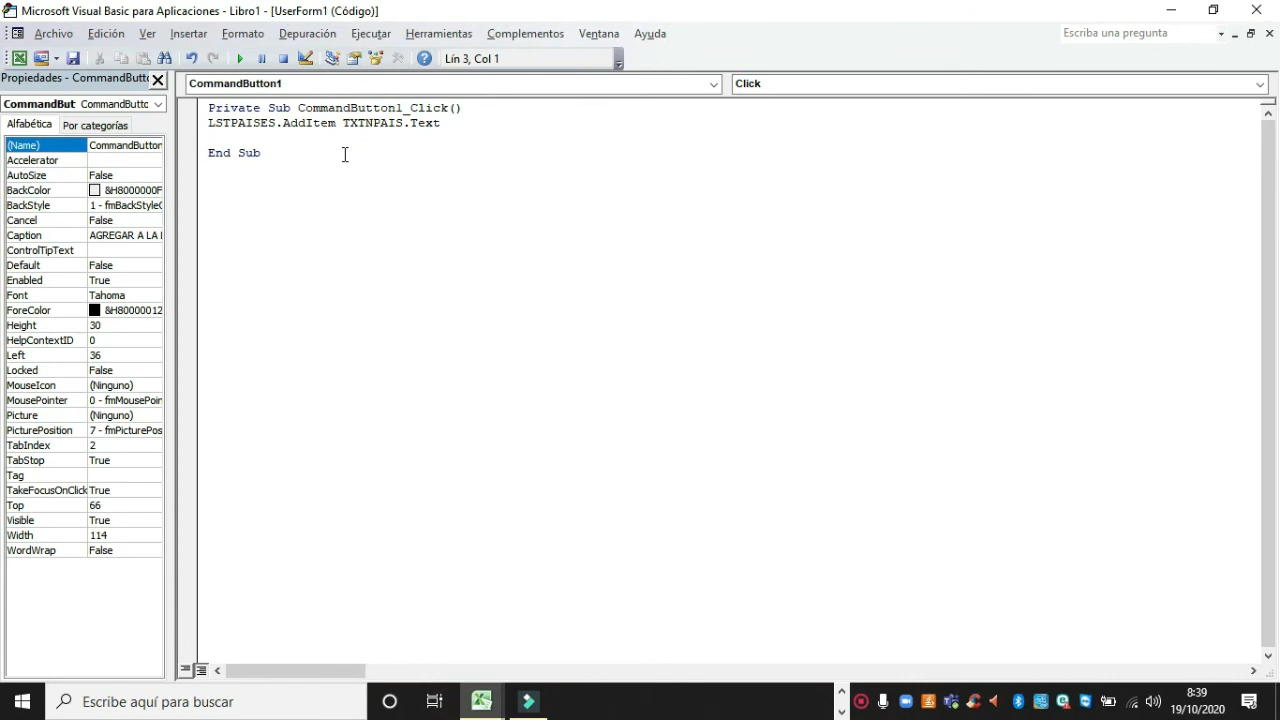 Microsoft Visual Basic para Aplicaciones - Libro1 - [UserForm1 (Código)]
Archivo Edición Ver Insertar Formato Depuración Ejecutar Herramientas Complementos Ventana Ayuda
Escriba una pregunta
Lín 3, Col 1
Propiedades - CommandButto
CommandBut CommandButto
Alfabética Por categorías
(Name) CommandButton
Accelerator
AutoSize False
BackColor &H8000000F
BackStyle 1 - fmBackStyleO
Cancel False
Caption AGREGAR A LA L
ControlTipText
Default False
Enabled True
Font Tahoma
ForeColor &H80000012
Height 30
HelpContextID 0
Left 36
Locked False
MouseIcon (Ninguno)
MousePointer 0 - fmMousePoin
Picture (Ninguno)
PicturePosition 7 - fmPicturePos
TabIndex 2
TabStop True
Tag
TakeFocusOnClick True
Top 66
Visible True
Width 114
WordWrap False
CommandButton1 Click
Private Sub CommandButton1_Click()
LSTPAISES.AddItem TXTNPAIS.Text
End Sub
Escribe aquí para buscar
8:39
19/10/2020